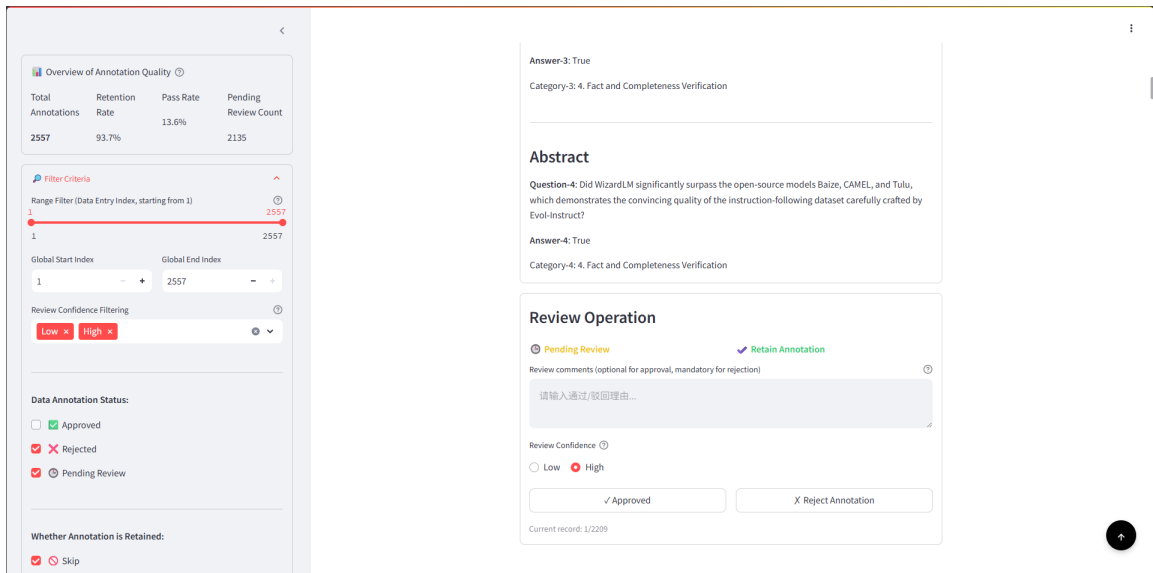 Overview of Annotation Quality
Total Annotations
Retention Rate
Pass Rate
Pending Review Count
2557
93.7%
13.6%
2135
Filter Criteria
Range Filter (Data Entry Index, starting from 1)
1
2557
1
2557
Global Start Index
Global End Index
1
2557
Review Confidence Filtering
Low ×
High ×
Data Annotation Status:
Approved
Rejected
Pending Review
Whether Annotation is Retained:
Skip
Answer-3: True
Category-3: 4. Fact and Completeness Verification
Abstract
Question-4: Did WizardLM significantly surpass the open-source models Baize, CAMEL, and Tulu,
which demonstrates the convincing quality of the instruction-following dataset carefully crafted by
Evol-Instruct?
Answer-4: True
Category-4: 4. Fact and Completeness Verification
Review Operation
Pending Review
Retain Annotation
Review comments (optional for approval, mandatory for rejection)
请输入通过/驳回理由...
Review Confidence
Low
High
✓ Approved
✗ Reject Annotation
Current record: 1/2209